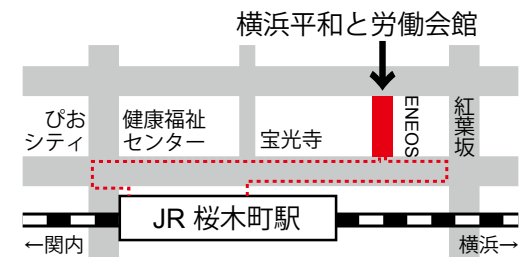 横浜平和と労働会館
ぴお
シティ
健康福祉
センター
宝光寺
ENEOS
紅葉坂
JR 桜木町駅
←関内
横浜→